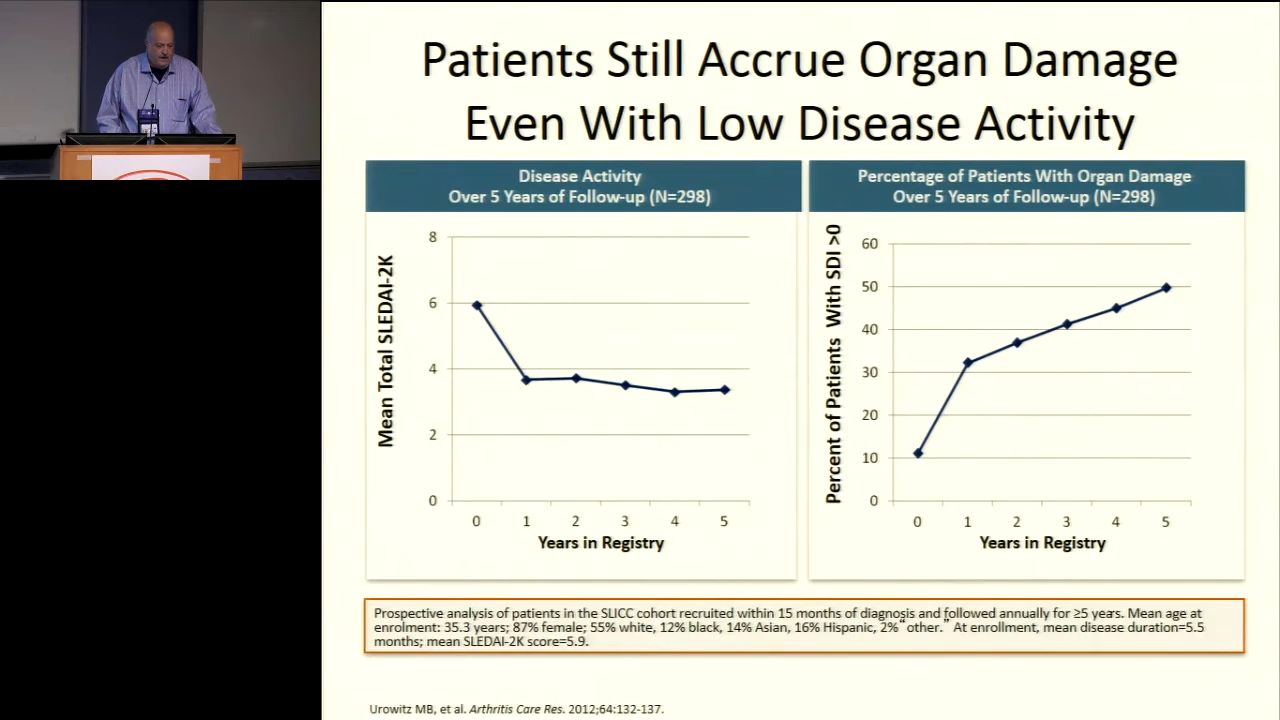 Patients Still Accrue Organ Damage
Even With Low Disease Activity
Disease Activity
Over 5 Years of Follow-up (N=298)
Mean Total SLEDAI-2K
8
6
4
2
0
0 1 2 3 4 5
Years in Registry
Percentage of Patients With Organ Damage
Over 5 Years of Follow-up (N=298)
Percent of Patients With SDI >0
60
50
40
30
20
10
0
0 1 2 3 4 5
Years in Registry
Prospective analysis of patients in the SLICC cohort recruited within 15 months of diagnosis and followed annually for ≥5 years. Mean age at
enrolment: 35.3 years; 87% female; 55% white, 12% black, 14% Asian, 16% Hispanic, 2% “other.” At enrollment, mean disease duration=5.5
months; mean SLEDAI-2K score=5.9.
Urowitz MB, et al. Arthritis Care Res. 2012;64:132-137.